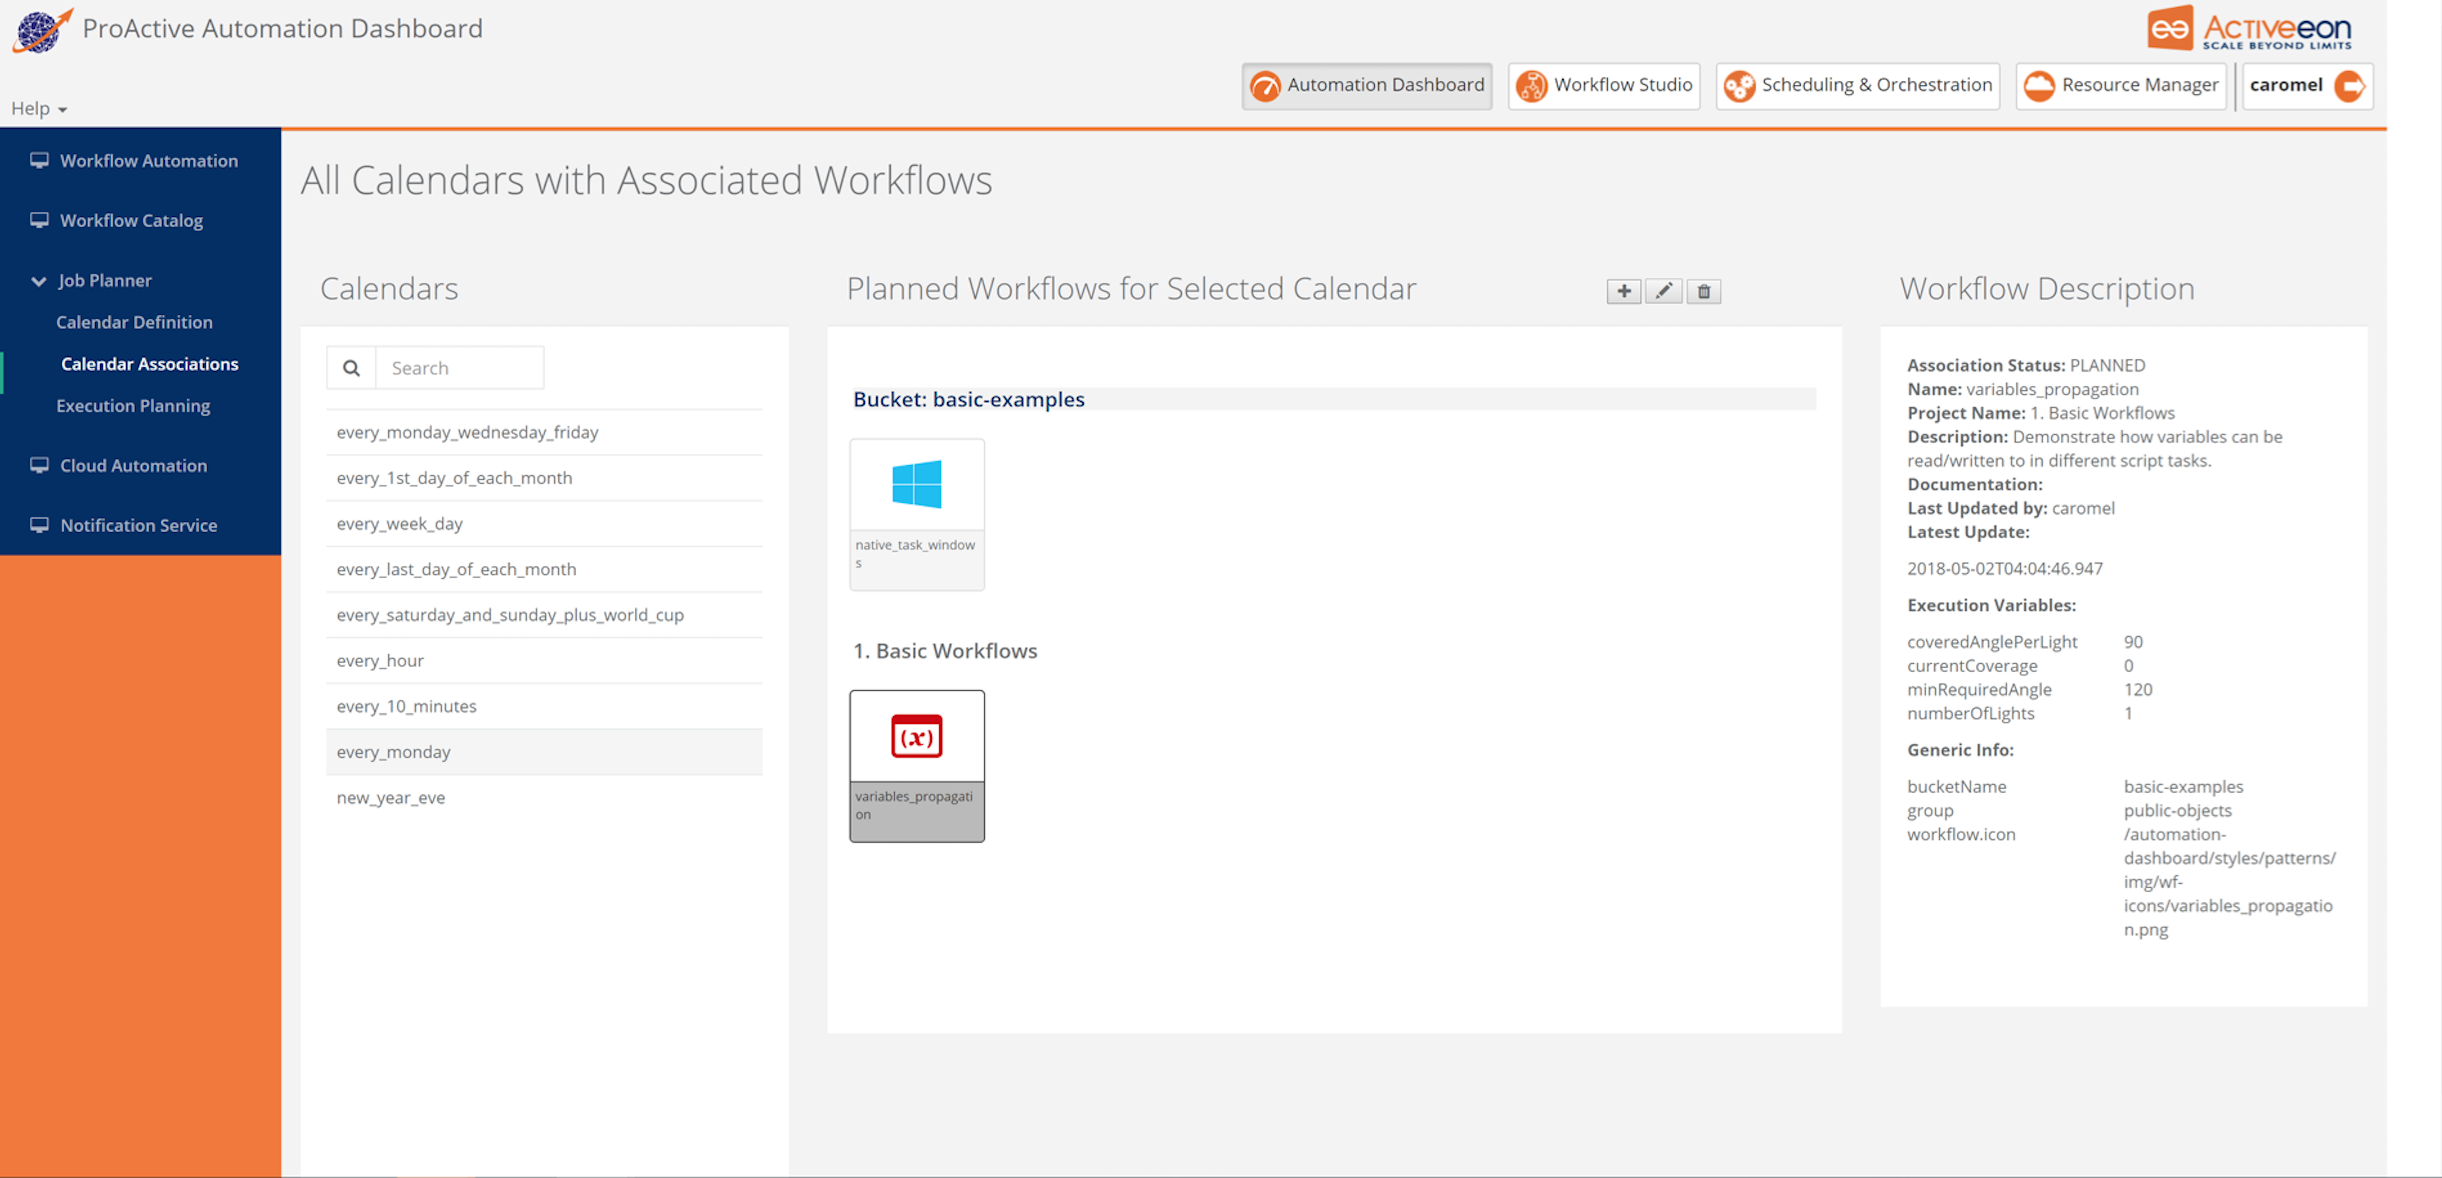 ProActive Automation Dashboard
Activeeon
SCALE BEYOND LIMITS
Help
Automation Dashboard
Workflow Studio
Scheduling & Orchestration
Resource Manager
caromel
Workflow Automation
Workflow Catalog
Job Planner
Calendar Definition
Calendar Associations
Execution Planning
Cloud Automation
Notification Service
All Calendars with Associated Workflows
Calendars
Search
every_monday_wednesday_friday
every_1st_day_of_each_month
every_week_day
every_last_day_of_each_month
every_saturday_and_sunday_plus_world_cup
every_hour
every_10_minutes
every_monday
new_year_eve
Planned Workflows for Selected Calendar
Bucket: basic-examples
native_task_window
s
1. Basic Workflows
(x)
variables_propagati
on
Workflow Description
Association Status: PLANNED
Name: variables_propagation
Project Name: 1. Basic Workflows
Description: Demonstrate how variables can be
read/written to in different script tasks.
Documentation:
Last Updated by: caromel
Latest Update:
2018-05-02T04:04:46.947
Execution Variables:
coveredAnglePerLight 90
currentCoverage 0
minRequiredAngle 120
numberOfLights 1
Generic Info:
bucketName basic-examples
group public-objects
workflow.icon /automation-
dashboard/styles/patterns/
img/wf-
icons/variables_propagatio
n.png